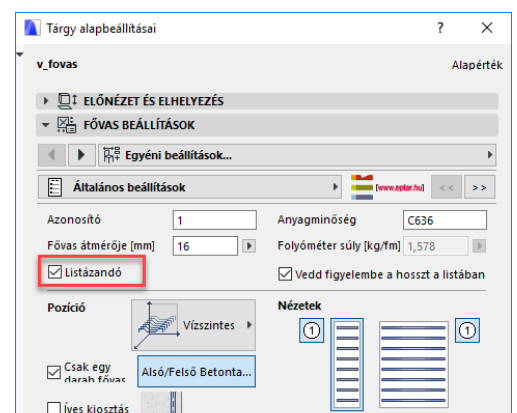 Tárgy alapbeállításai ? ×
v_fovas Alapérték
ELŐNÉZET ÉS ELHELYEZÉS
FŐVAS BEÁLLÍTÁSOK
Egyéni beállítások...
Általános beállítások [www.eptar.hu] << >>
Azonosító 1 Anyagminőség C636
Fővas átmérője [mm] 16 Folyóméter súly [kg/fm] 1,578
Listázandó Vedd figyelembe a hosszt a listában
Pozíció Nézetek
Vízszintes 1 1
Csak egy
darab fővas
Alsó/Felső Betonta...
Íves kiosztás